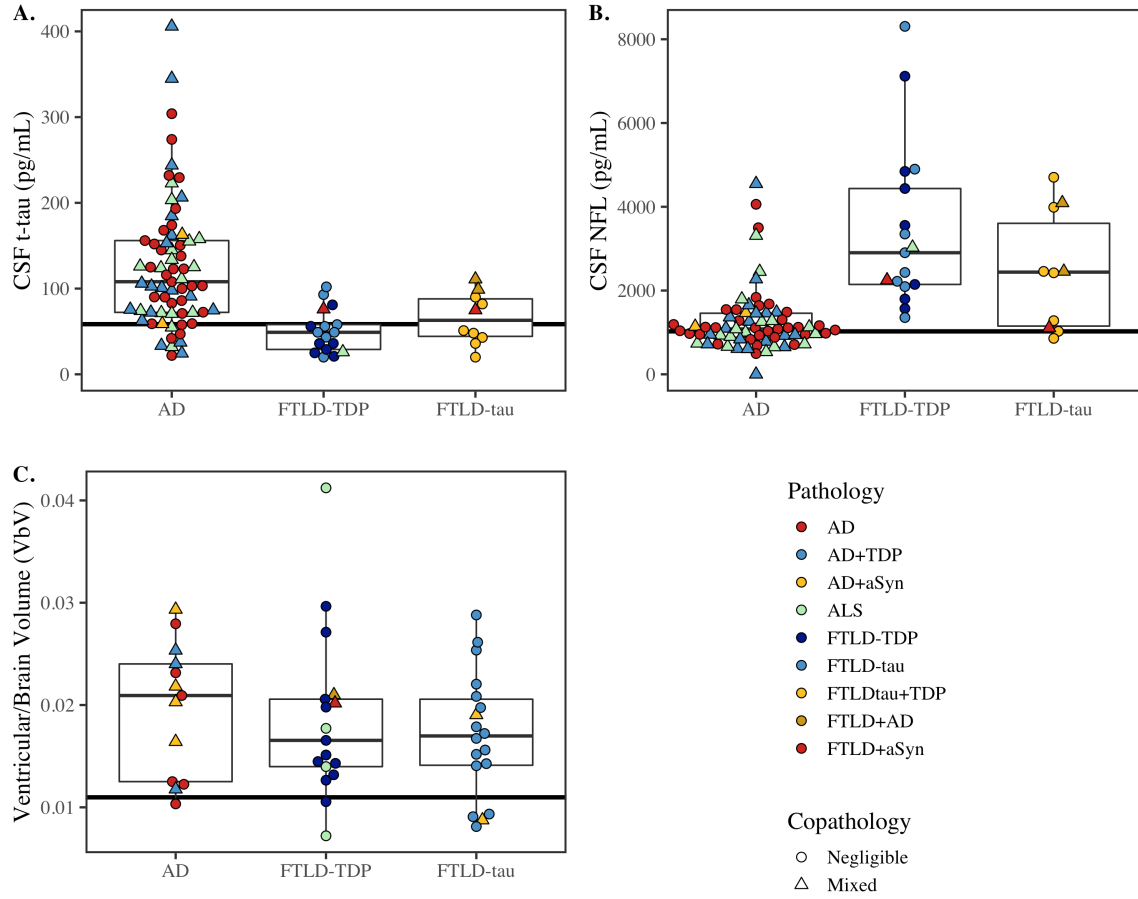 A.
CSF t-tau (pg/mL)
400
300
200
100
0
AD
FTLD-TDP
FTLD-tau
B.
CSF NFL (pg/mL)
8000
6000
4000
2000
0
AD
FTLD-TDP
FTLD-tau
C.
Ventricular/Brain Volume (VbV)
0.04
0.03
0.02
0.01
AD
FTLD-TDP
FTLD-tau
Pathology
AD
AD+TDP
AD+aSyn
ALS
FTLD-TDP
FTLD-tau
FTLDtau+TDP
FTLD+AD
FTLD+aSyn
Copathology
Negligible
Mixed